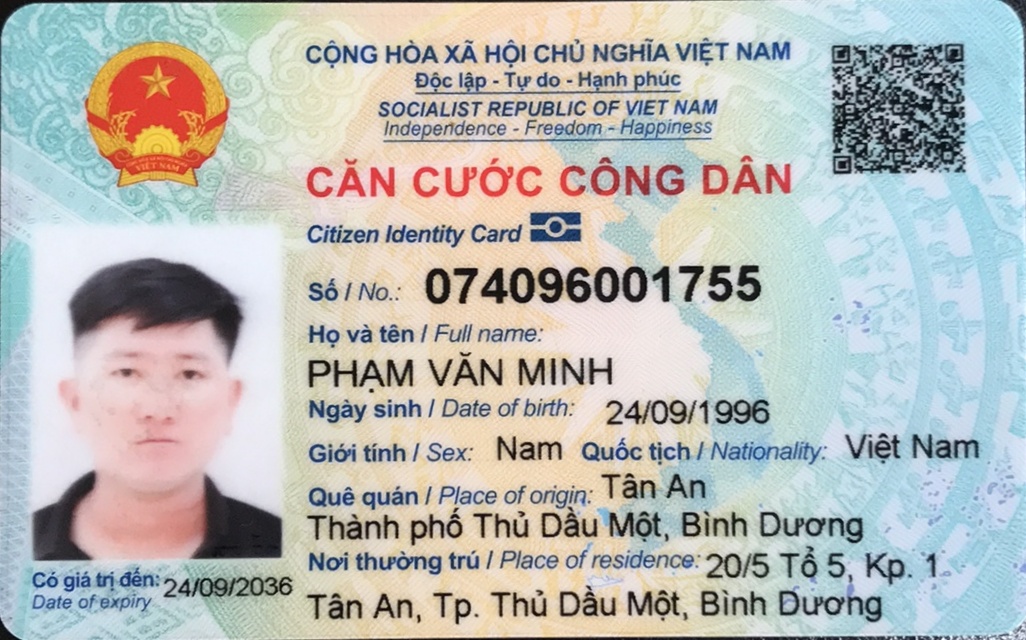 CỘNG HÒA XÃ HỘI CHỦ NGHĨA VIỆT NAM
Độc lập - Tự do - Hạnh phúc
SOCIALIST REPUBLIC OF VIET NAM
Independence - Freedom - Happiness
CĂN CƯỚC CÔNG DÂN
Citizen Identity Card
Số / No.: 074096001755
Họ và tên / Full name:
PHẠM VĂN MINH
Ngày sinh / Date of birth: 24/09/1996
Giới tính / Sex: Nam Quốc tịch / Nationality: Việt Nam
Quê quán / Place of origin: Tân An
Thành phố Thủ Dầu Một, Bình Dương
Nơi thường trú / Place of residence: 20/5 Tổ 5, Kp. 1
Tân An, Tp. Thủ Dầu Một, Bình Dương
Có giá trị đến: 24/09/2036
Date of expiry
VIỆT NAM